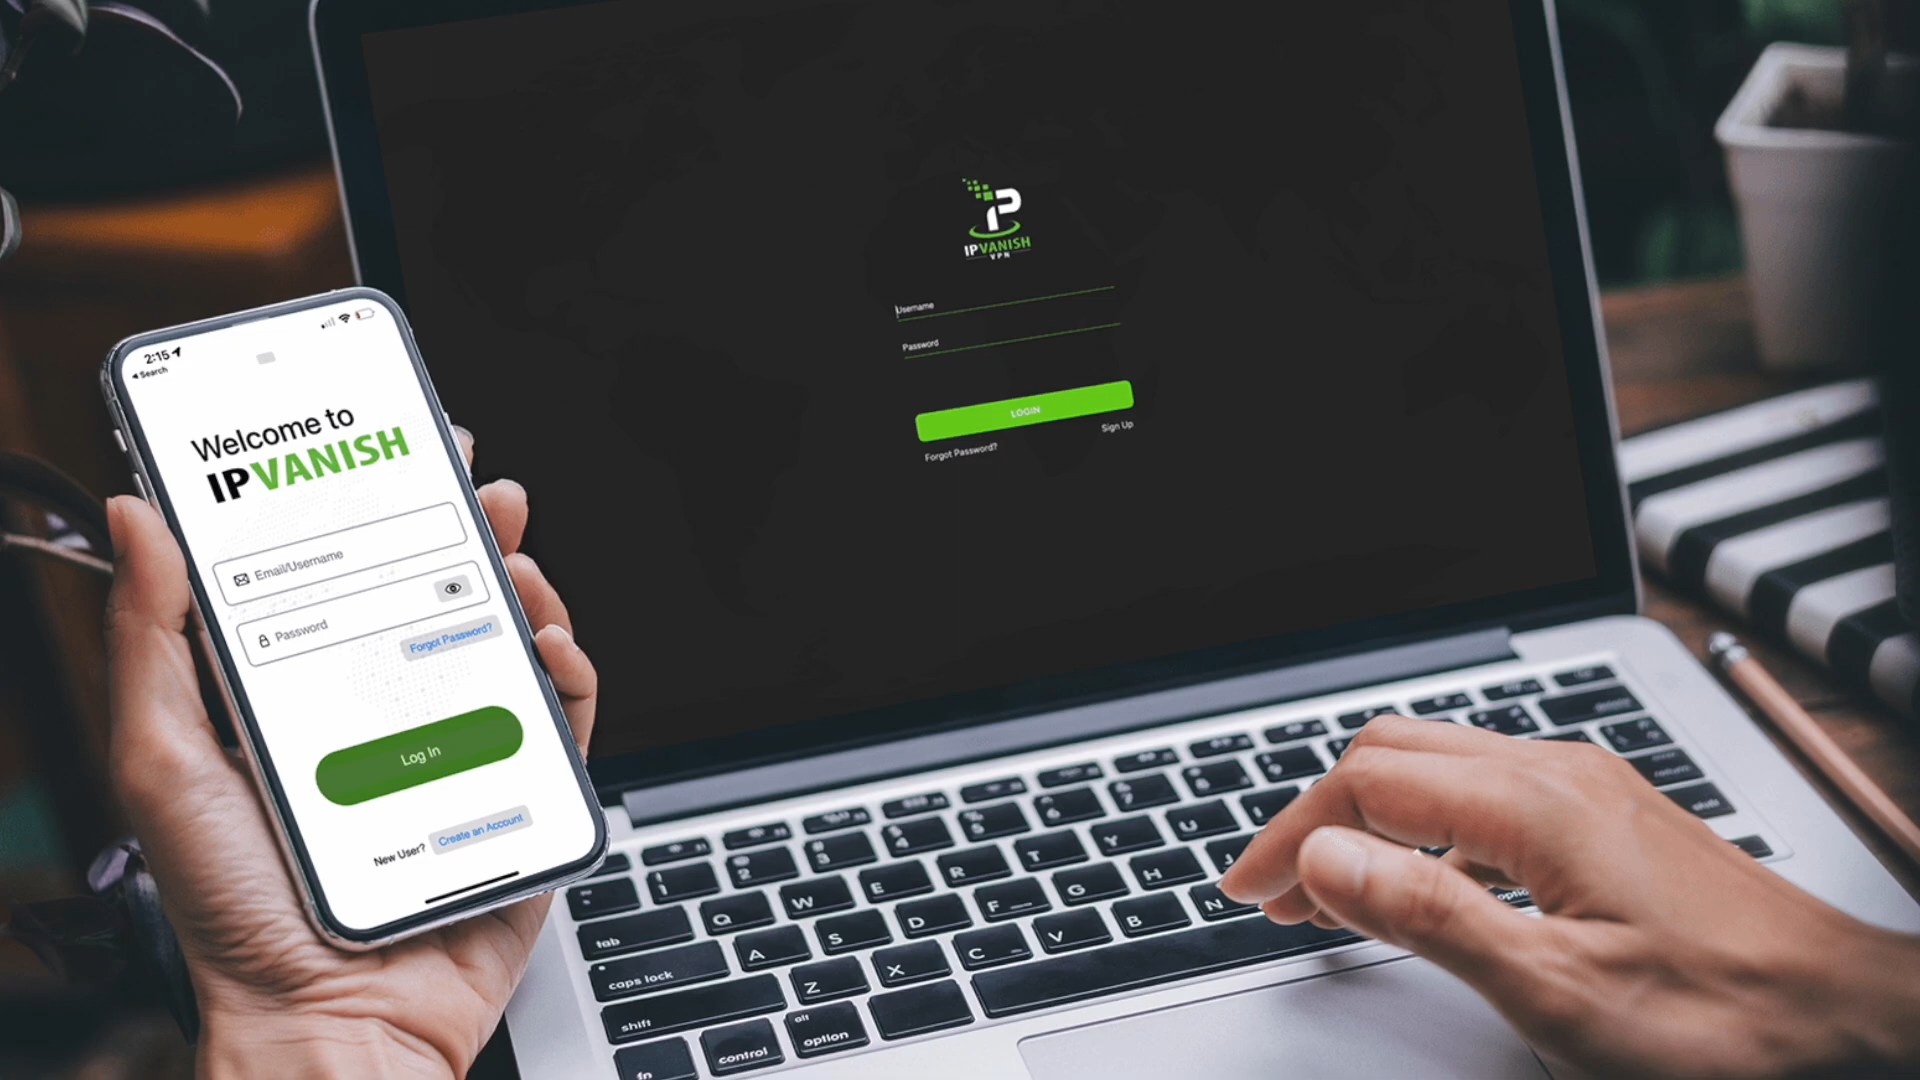 2:15
Search
Welcome to
IPVANISH
Email/Username
Password
Forgot Password?
Log In
New User? Create an Account
IPVANISH
VPN
Username
Password
LOGIN
Sign Up
Forgot Password?
1 2 3 4 5 6 7
tab Q W E R T Y U I
caps lock A S D F G H J
shift Z X C V B N
fn control alt option
option